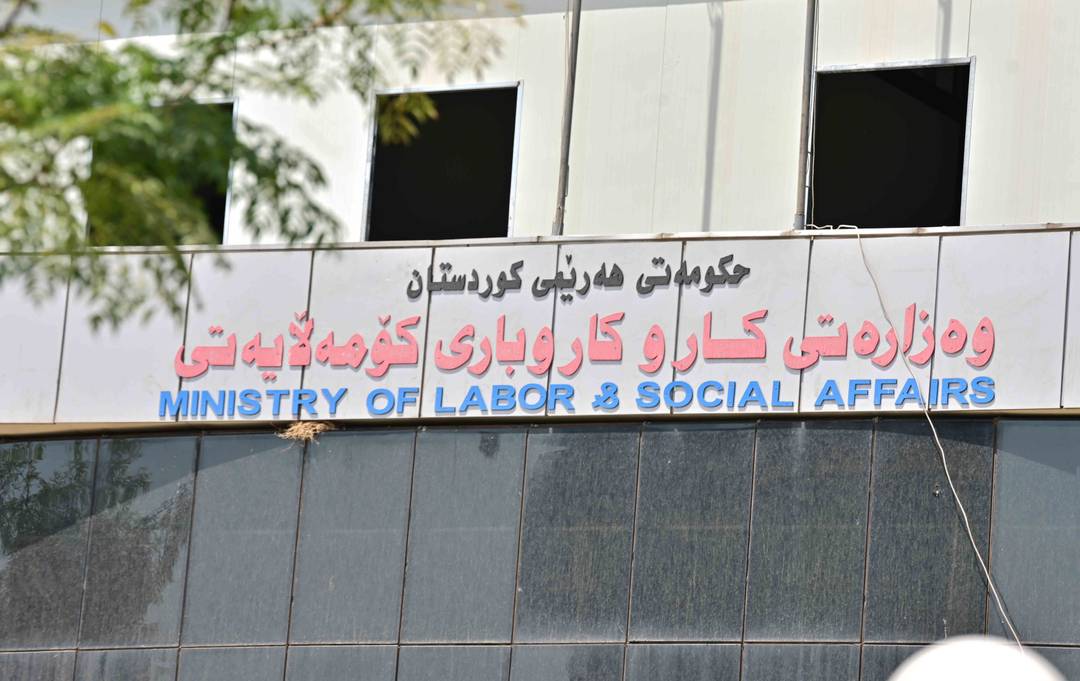 حکومەتی هەرێمی کوردستان
وەزارەتی کار و کاروباری کۆمەڵایەتی
MINISTRY OF LABOR & SOCIAL AFFAIRS